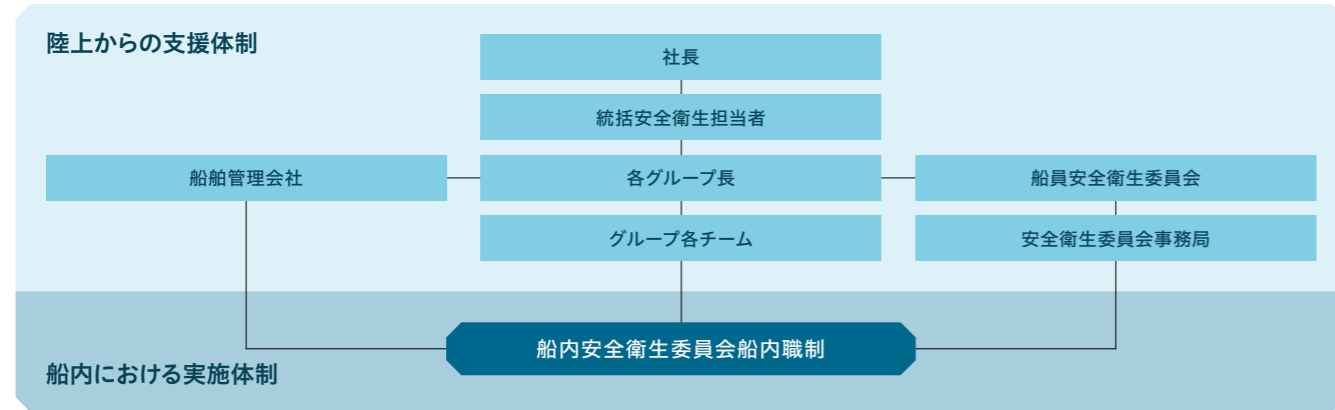 陸上からの支援体制
社長
統括安全衛生担当者
船舶管理会社
各グループ長
船員安全衛生委員会
グループ各チーム
安全衛生委員会事務局
船内安全衛生委員会船内職制
船内における実施体制